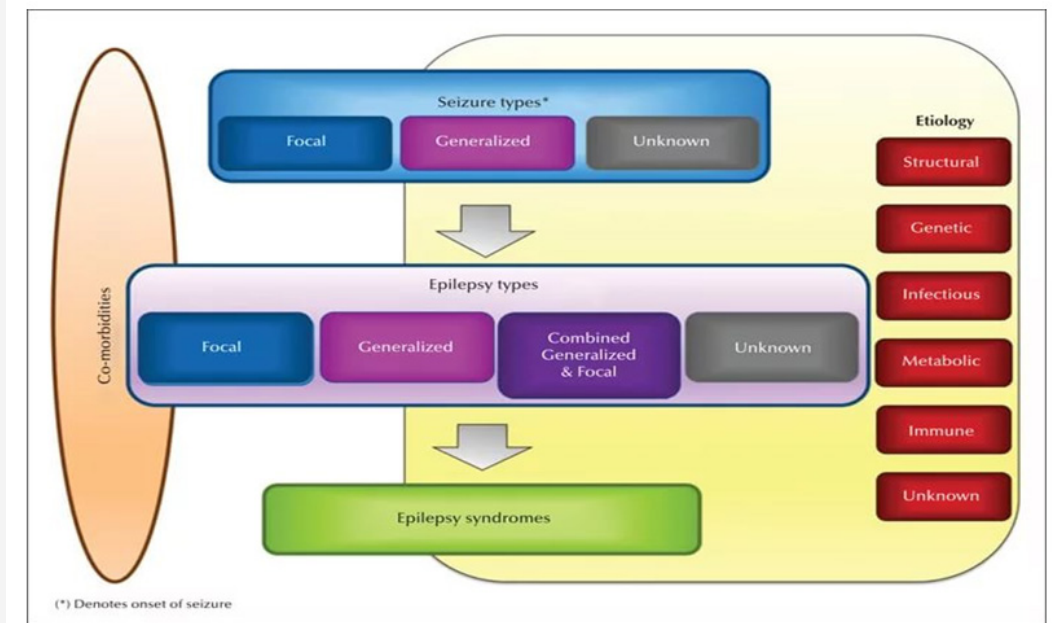 Seizure types*
Focal
Generalized
Unknown
Etiology
Structural
Genetic
Infectious
Metabolic
Immune
Unknown
Co-morbidities
Epilepsy types
Focal
Generalized
Combined
Generalized
& Focal
Unknown
Epilepsy syndromes
(*) Denotes onset of seizure